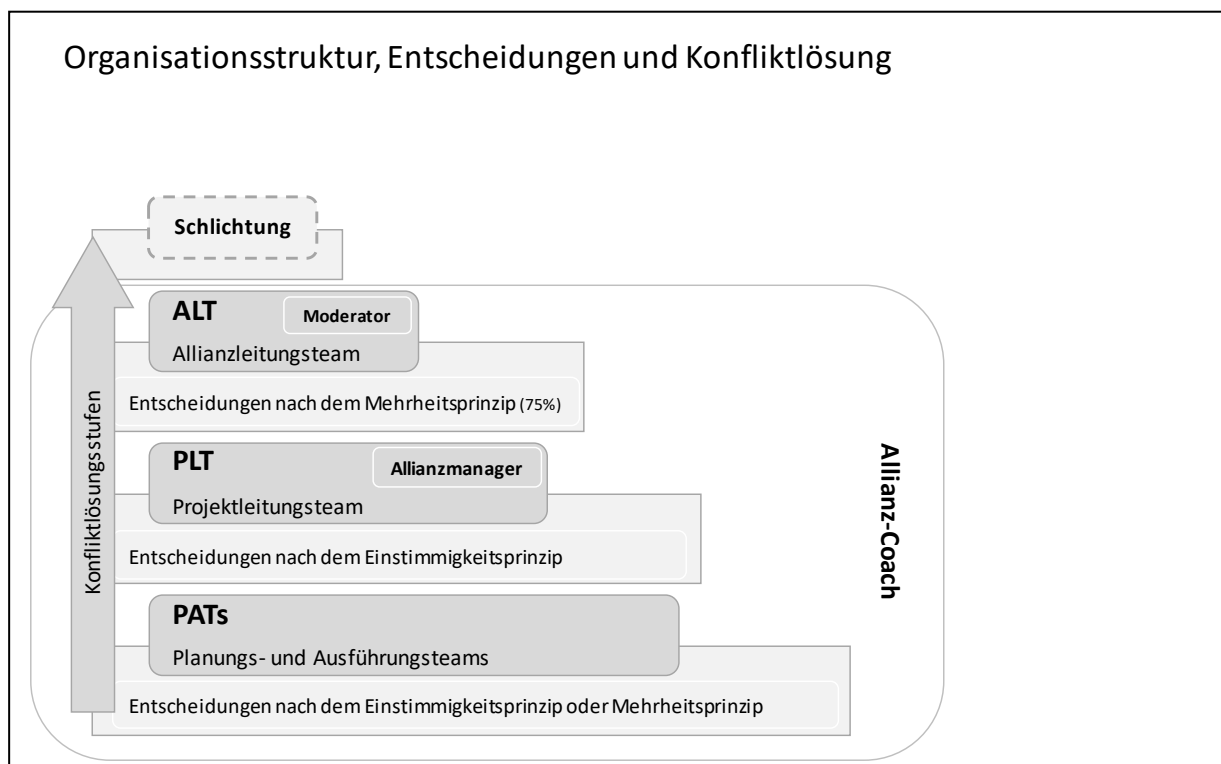 Organisationsstruktur, Entscheidungen und Konfliktlösung
Schlichtung
ALT
Moderator
Allianzleitungsteam
Entscheidungen nach dem Mehrheitsprinzip (75%)
PLT
Allianzmanager
Projektleitungsteam
Entscheidungen nach dem Einstimmigkeitsprinzip
PATs
Planungs- und Ausführungsteams
Entscheidungen nach dem Einstimmigkeitsprinzip oder Mehrheitsprinzip
Konfliktlösungsstufen
Allianz-Coach